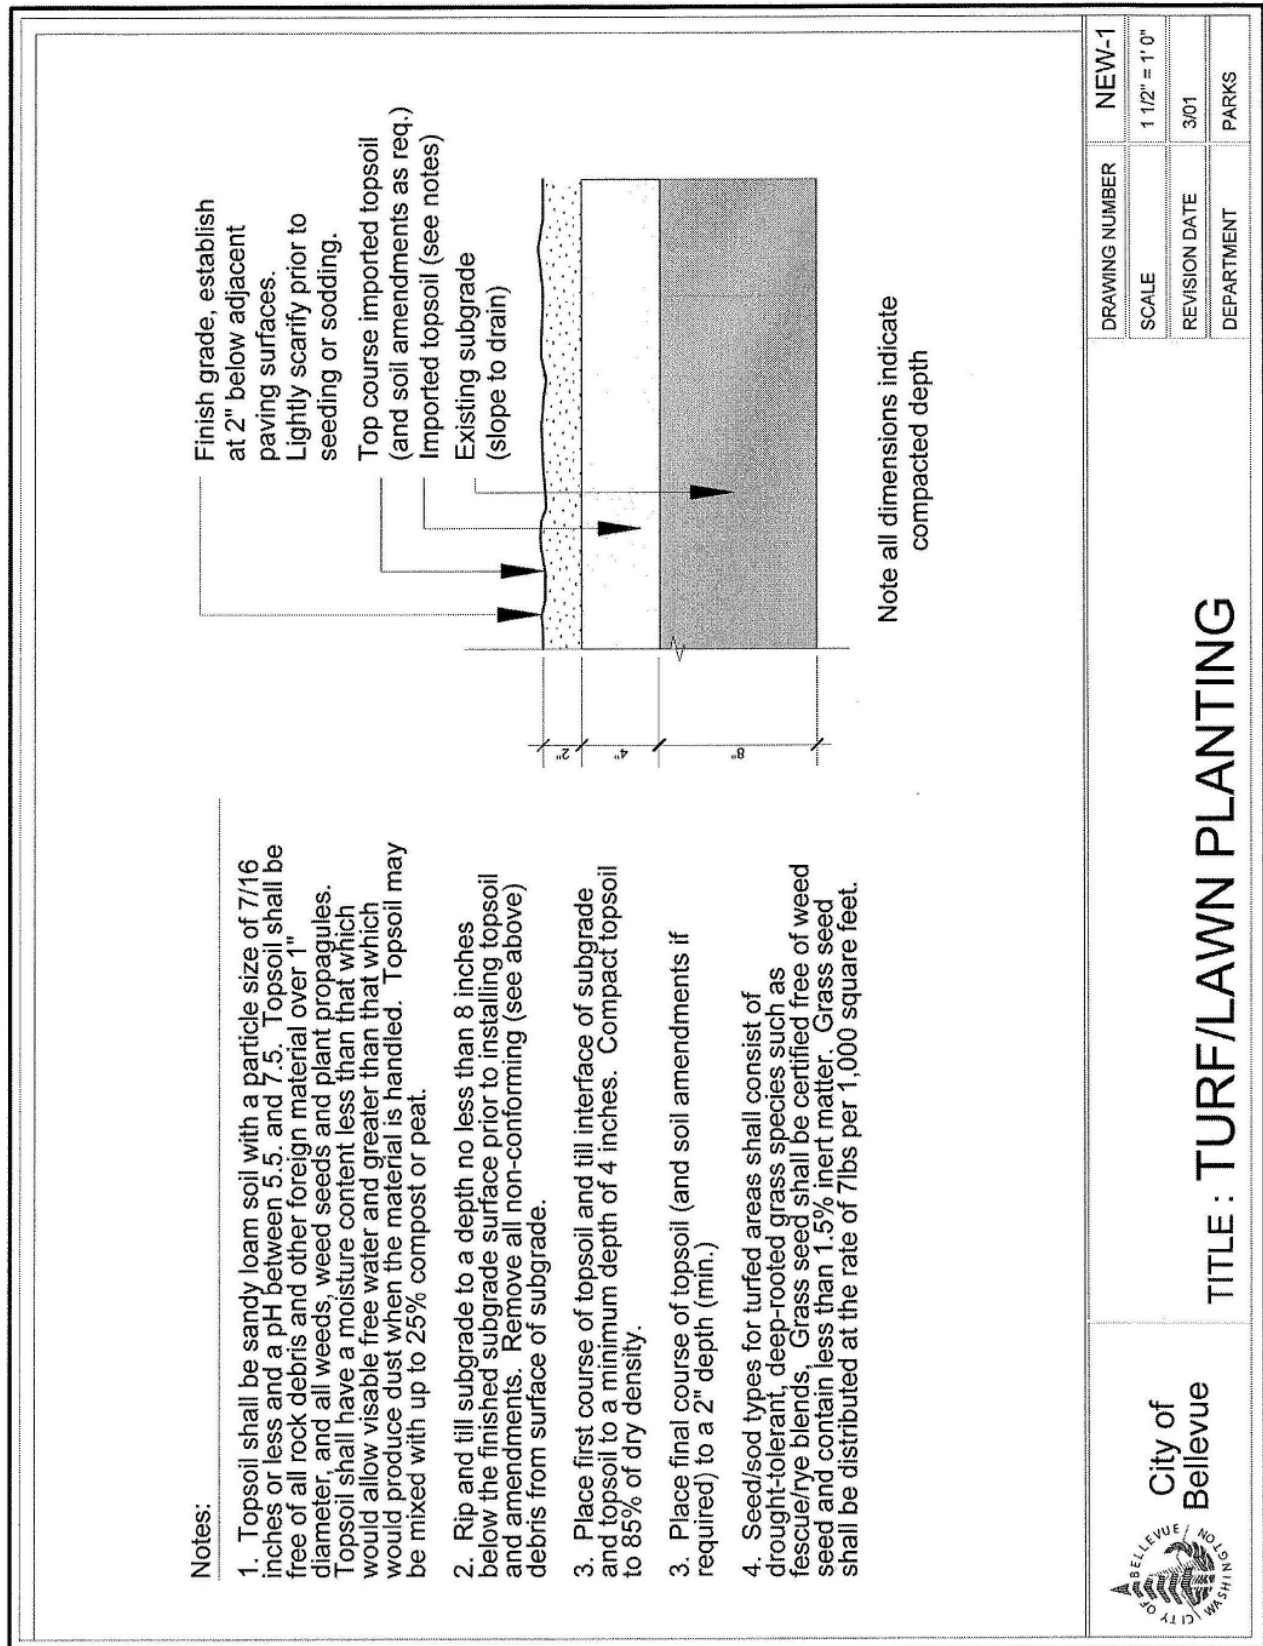 Notes:
1. Topsoil shall be sandy loam soil with a particle size of 7/16
inches or less and a pH between 5.5. and 7.5. Topsoil shall be
free of all rock debris and other foreign material over 1"
diameter, and all weeds, weed seeds and plant propagules.
Topsoil shall have a moisture content less than that which
would allow visable free water and greater than that which
would produce dust when the material is handled. Topsoil may
be mixed with up to 25% compost or peat.
2. Rip and till subgrade to a depth no less than 8 inches
below the finished subgrade surface prior to installing topsoil
and amendments. Remove all non-conforming (see above)
debris from surface of subgrade.
3. Place first course of topsoil and till interface of subgrade
and topsoil to a minimum depth of 4 inches. Compact topsoil
to 85% of dry density.
3. Place final course of topsoil (and soil amendments if
required) to a 2" depth (min.)
4. Seed/sod types for turfed areas shall consist of
drought-tolerant, deep-rooted grass species such as
fescue/rye blends, Grass seed shall be certified free of weed
seed and contain less than 1.5% inert matter. Grass seed
shall be distributed at the rate of 7lbs per 1,000 square feet.
Finish grade, establish
at 2" below adjacent
paving surfaces.
Lightly scarify prior to
seeding or sodding.
Top course imported topsoil
(and soil amendments as req.)
Imported topsoil (see notes)
Existing subgrade
(slope to drain)
2"
4"
8"
Note all dimensions indicate
compacted depth
CITY OF BELLEVUE
WASHINGTON
City of
Bellevue
TITLE : TURF/LAWN PLANTING
DRAWING NUMBER NEW-1
SCALE 1 1/2" = 1' 0"
REVISION DATE 3/01
DEPARTMENT PARKS